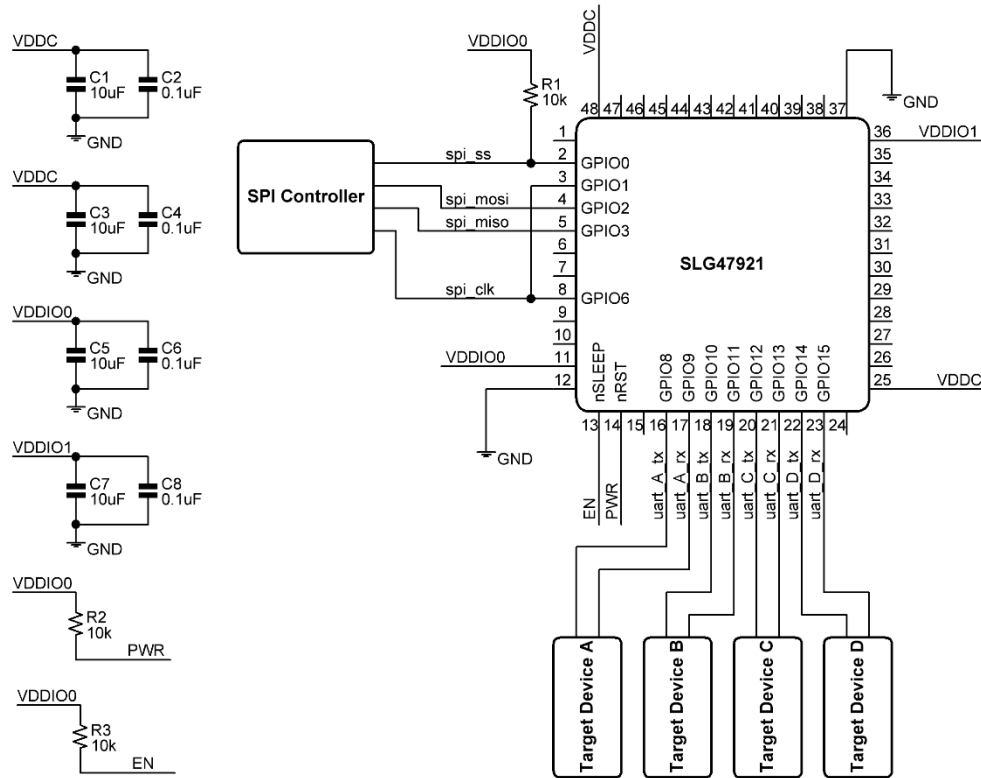 VDDC
C1
10uF
C2
0.1uF
GND
VDDC
C3
10uF
C4
0.1uF
GND
VDDIO0
C5
10uF
C6
0.1uF
GND
VDDIO1
C7
10uF
C8
0.1uF
GND
VDDIO0
R2
10k
PWR
VDDIO0
R3
10k
EN
SPI Controller
spi_ss
spi_mosi
spi_miso
spi_clk
VDDIO0
R1
10k
VDDC
GND
VDDIO1
VDDC
VDDIO0
GND
SLG47921
48 47 46 45 44 43 42 41 40 39 38 37
1
2 GPIO0
3 GPIO1
4 GPIO2
5 GPIO3
6
7
8 GPIO6
9
10
11
12
36
35
34
33
32
31
30
29
28
27
26
25
nSLEEP
nRST
GPIO8
GPIO9
GPIO10
GPIO11
GPIO12
GPIO13
GPIO14
GPIO15
13 14 15 16 17 18 19 20 21 22 23 24
EN
PWR
uart_A_tx
uart_A_rx
uart_B_tx
uart_B_rx
uart_C_tx
uart_C_rx
uart_D_tx
uart_D_rx
Target Device A
Target Device B
Target Device C
Target Device D